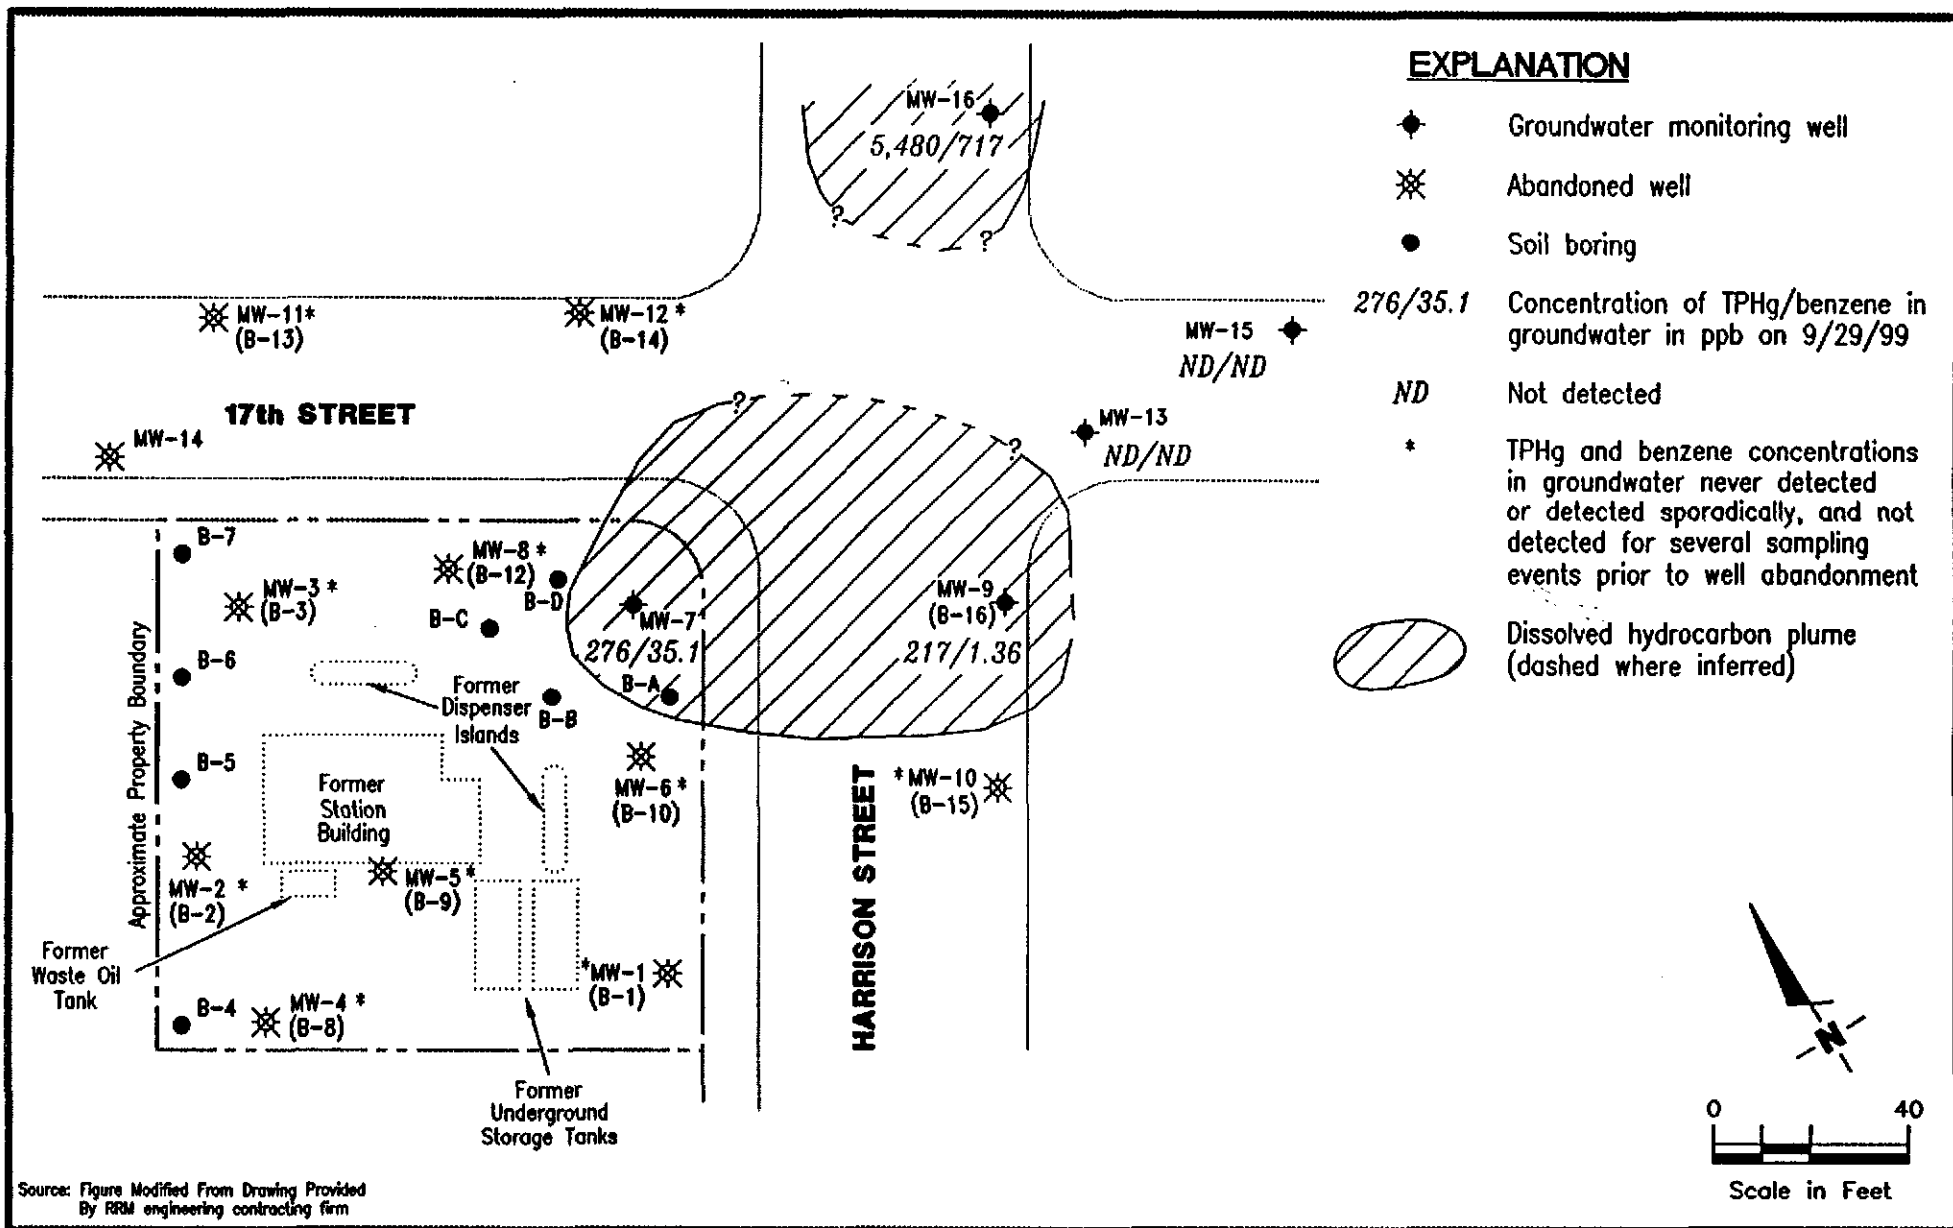 EXPLANATION
Groundwater monitoring well
Abandoned well
Soil boring
276/35.1 Concentration of TPHg/benzene in
groundwater in ppb on 9/29/99
ND Not detected
* TPHg and benzene concentrations
in groundwater never detected
or detected sporadically, and not
detected for several sampling
events prior to well abandonment
Dissolved hydrocarbon plume
(dashed where inferred)
MW-16
5,480/717
?
?
MW-11*
(B-13)
MW-12 *
(B-14)
MW-15
ND/ND
17th STREET
MW-14
?
?
MW-13
ND/ND
B-7
MW-3 *
(B-3)
MW-8 *
(B-12)
B-D
B-C
MW-7
276/35.1
MW-9
(B-16)
217/1.36
B-6
B-A
B-B
Former
Dispenser
Islands
Approximate Property Boundary
B-5
Former
Station
Building
MW-6 *
(B-10)
HARRISON STREET
* MW-10
(B-15)
MW-2 *
(B-2)
MW-5 *
(B-9)
Former
Waste Oil
Tank
*MW-1
(B-1)
B-4
MW-4 *
(B-8)
Former
Underground
Storage Tanks
N
0 40
Scale in Feet
Source: Figure Modified From Drawing Provided
By RRM engineering contracting firm